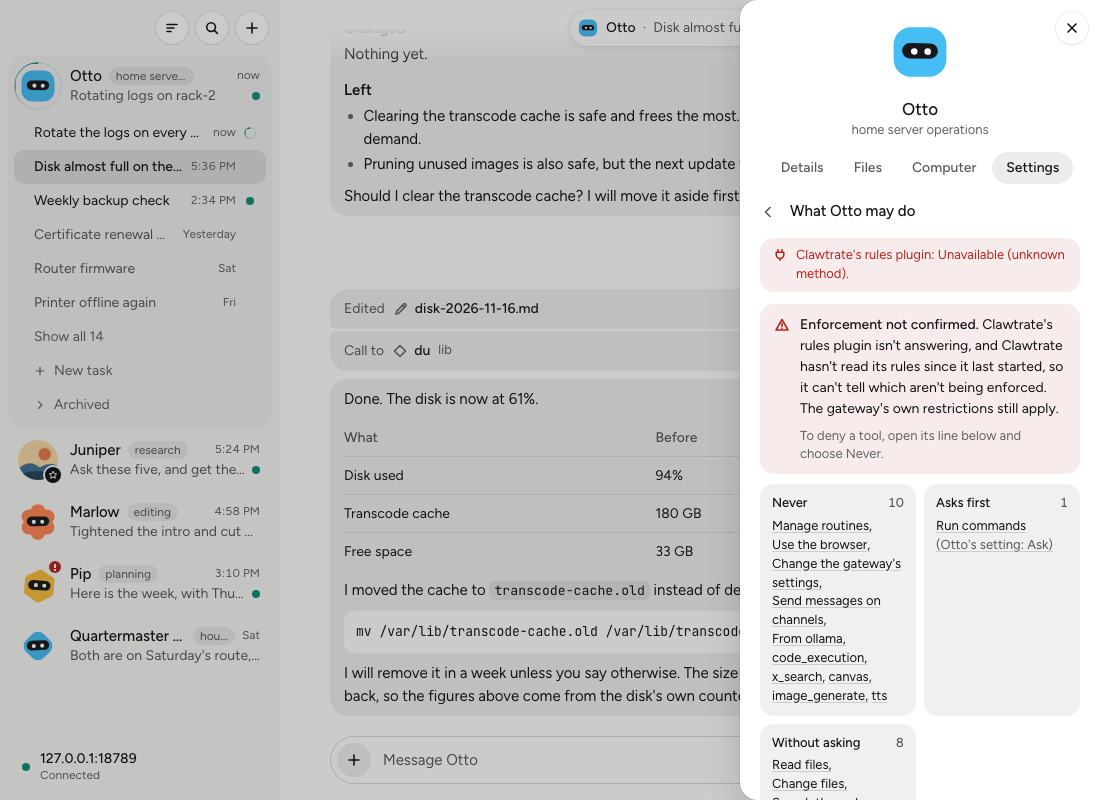 Otto
home serve...
now
Rotating logs on rack-2
Rotate the logs on every ...
now
Disk almost full on the...
5:36 PM
Weekly backup check
2:34 PM
Certificate renewal ...
Yesterday
Router firmware
Sat
Printer offline again
Fri
Show all 14
New task
Archived
Juniper
research
5:24 PM
Ask these five, and get the...
Marlow
editing
4:58 PM
Tightened the intro and cut ...
Pip
planning
3:10 PM
Here is the week, with Thu...
Quartermaster ...
hou...
Sat
Both are on Saturday's route,...
127.0.0.1:18789
Connected
Otto · Disk almost fu
Changed
Nothing yet.
Left
Clearing the transcode cache is safe and frees the most.
demand.
Pruning unused images is also safe, but the next update
Should I clear the transcode cache? I will move it aside first
Edited disk-2026-11-16.md
Call to du lib
Done. The disk is now at 61%.
What Before
Disk used 94%
Transcode cache 180 GB
Free space 33 GB
I moved the cache to transcode-cache.old instead of de
mv /var/lib/transcode-cache.old /var/lib/transcod
I will remove it in a week unless you say otherwise. The size
back, so the figures above come from the disk's own counte
Message Otto
Otto
home server operations
Details Files Computer Settings
What Otto may do
Clawtrate's rules plugin: Unavailable (unknown
method).
Enforcement not confirmed. Clawtrate's
rules plugin isn't answering, and Clawtrate
hasn't read its rules since it last started, so
it can't tell which aren't being enforced.
The gateway's own restrictions still apply.
To deny a tool, open its line below and
choose Never.
Never 10
Manage routines,
Use the browser,
Change the gateway's
settings,
Send messages on
channels,
From ollama,
code_execution,
x_search, canvas,
image_generate, tts
Asks first 1
Run commands
(Otto's setting: Ask)
Without asking 8
Read files,
Change files,